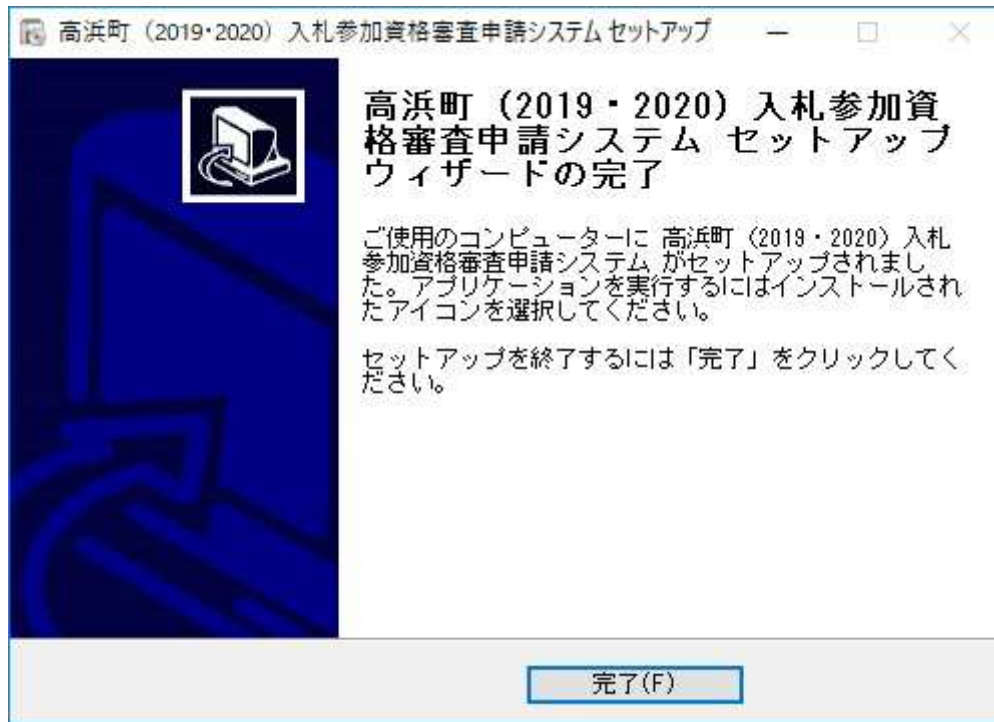 高浜町（2019・2020）入札参加資格審査申請システム セットアップ
高浜町（2019・2020）入札参加資
格審査申請システム セットアップ
ウィザードの完了
ご使用のコンピューターに 高浜町（2019・2020）入札
参加資格審査申請システム がセットアップされまし
た。アプリケーションを実行するにはインストールされ
たアイコンを選択してください。
セットアップを終了するには「完了」をクリックしてく
ださい。
完了(F)